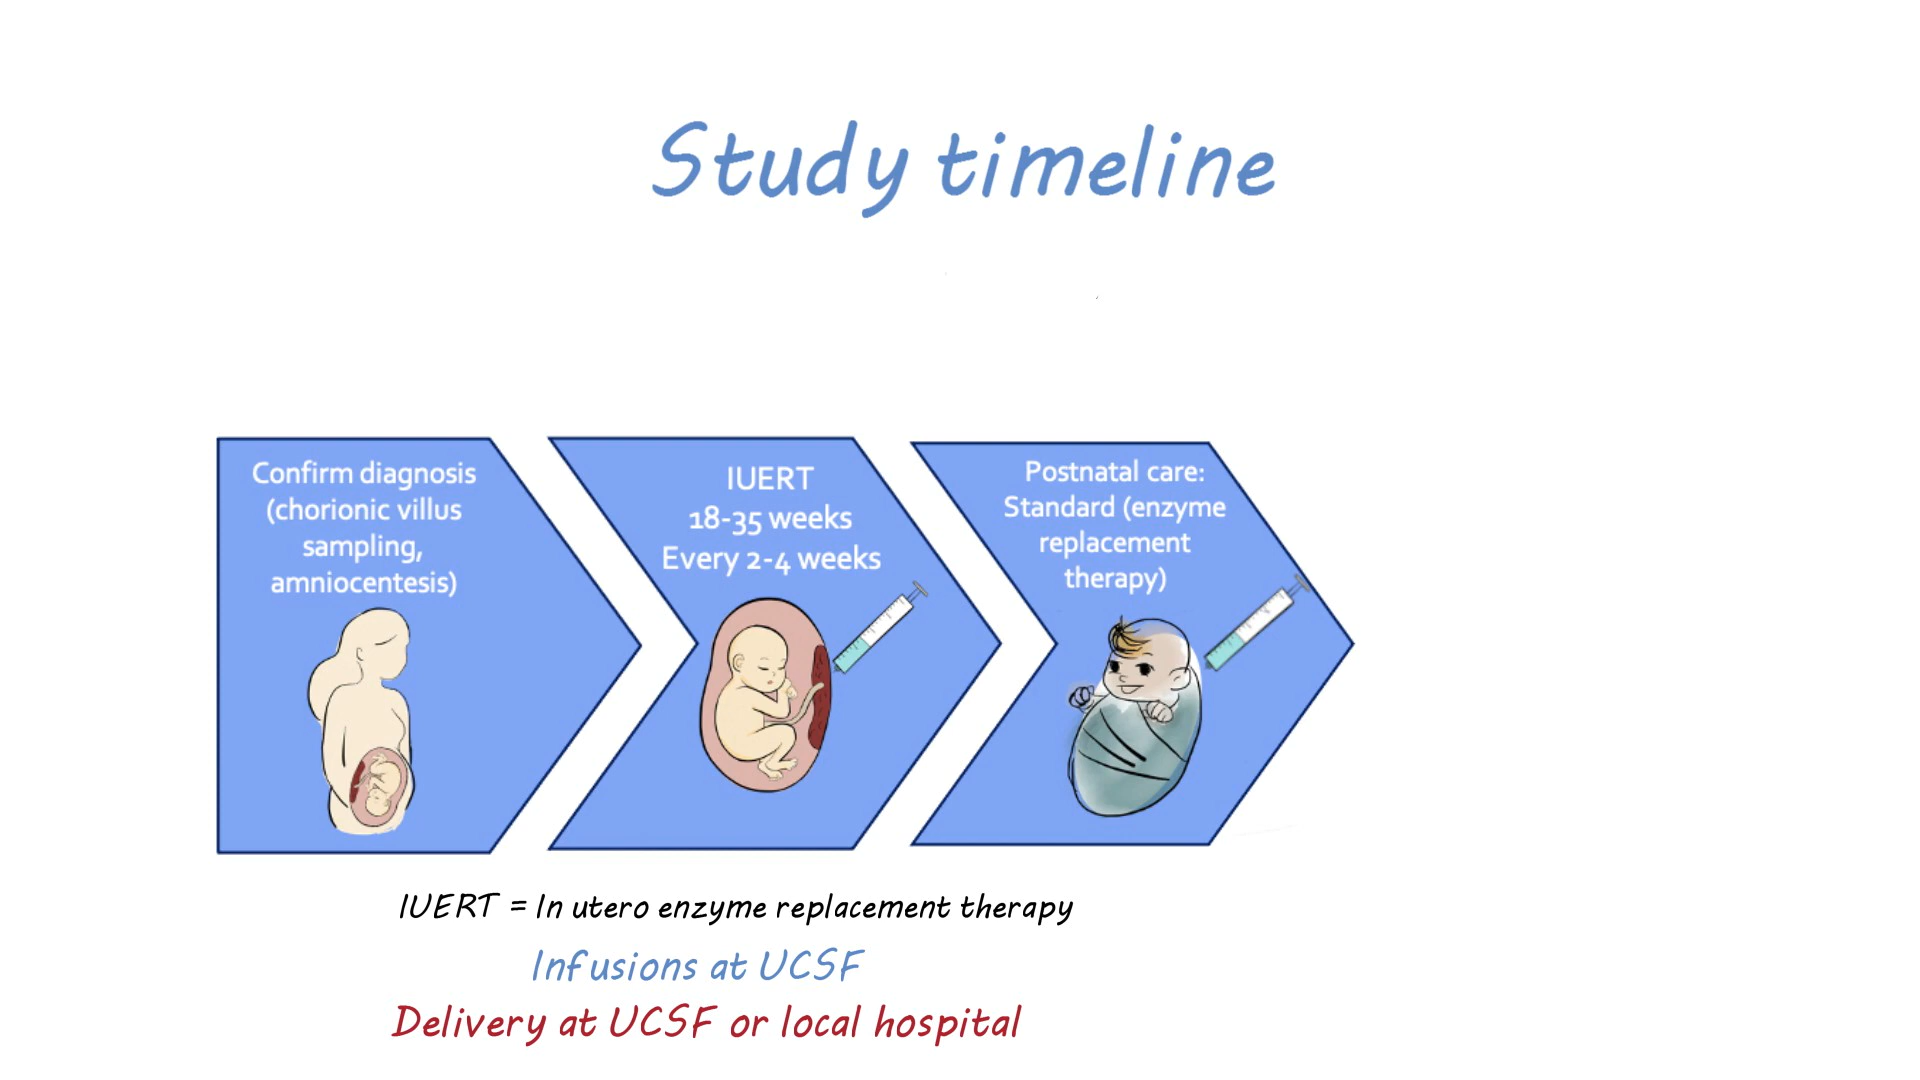 Study timeline
Confirm diagnosis
(chorionic villus
sampling,
amniocentesis)
IUERT
18-35 weeks
Every 2-4 weeks
Postnatal care:
Standard (enzyme
replacement
therapy)
IUERT = In utero enzyme replacement therapy
Infusions at UCSF
Delivery at UCSF or local hospital